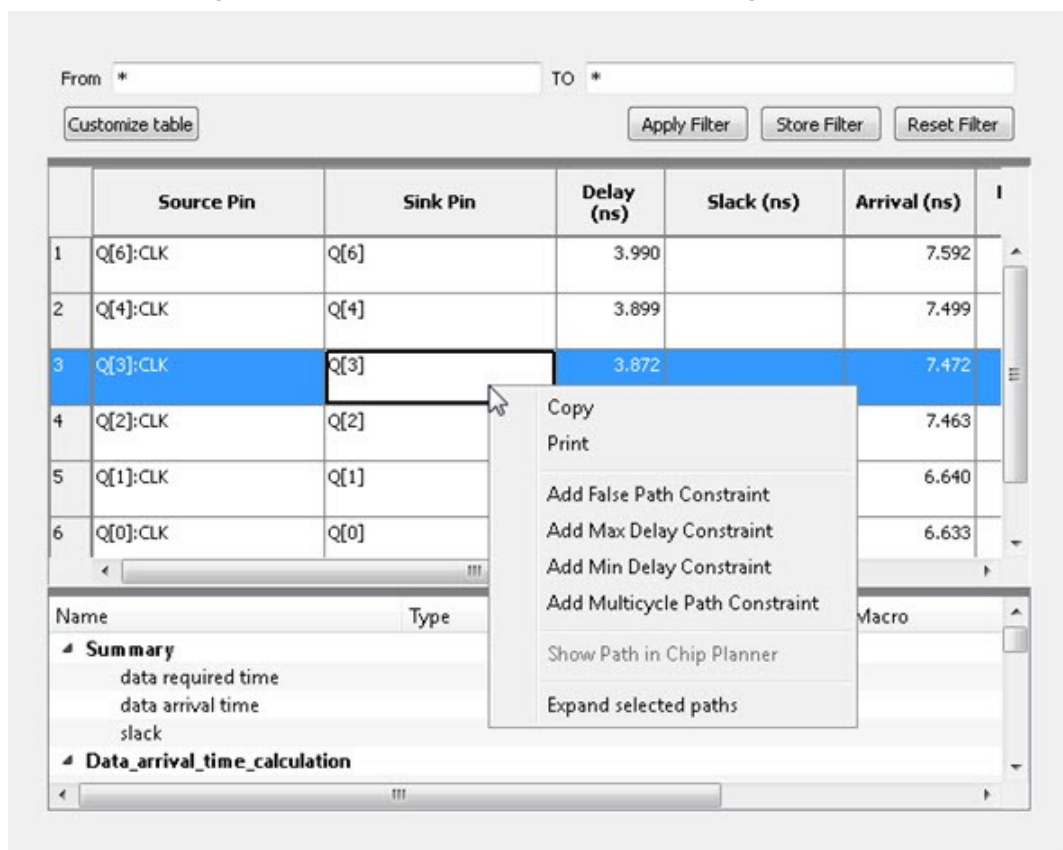 From * TO *
Customize table Apply Filter Store Filter Reset Filter
Source Pin Sink Pin Delay (ns) Slack (ns) Arrival (ns)
1 Q[6]:CLK Q[6] 3.990 7.592
2 Q[4]:CLK Q[4] 3.899 7.499
3 Q[3]:CLK Q[3] 3.872 7.472
4 Q[2]:CLK Q[2] 7.463
5 Q[1]:CLK Q[1] 6.640
6 Q[0]:CLK Q[0] 6.633
Copy
Print
Add False Path Constraint
Add Max Delay Constraint
Add Min Delay Constraint
Add Multicycle Path Constraint
Show Path in Chip Planner
Expand selected paths
Name Type Macro
Summary
data required time
data arrival time
slack
Data_arrival_time_calculation